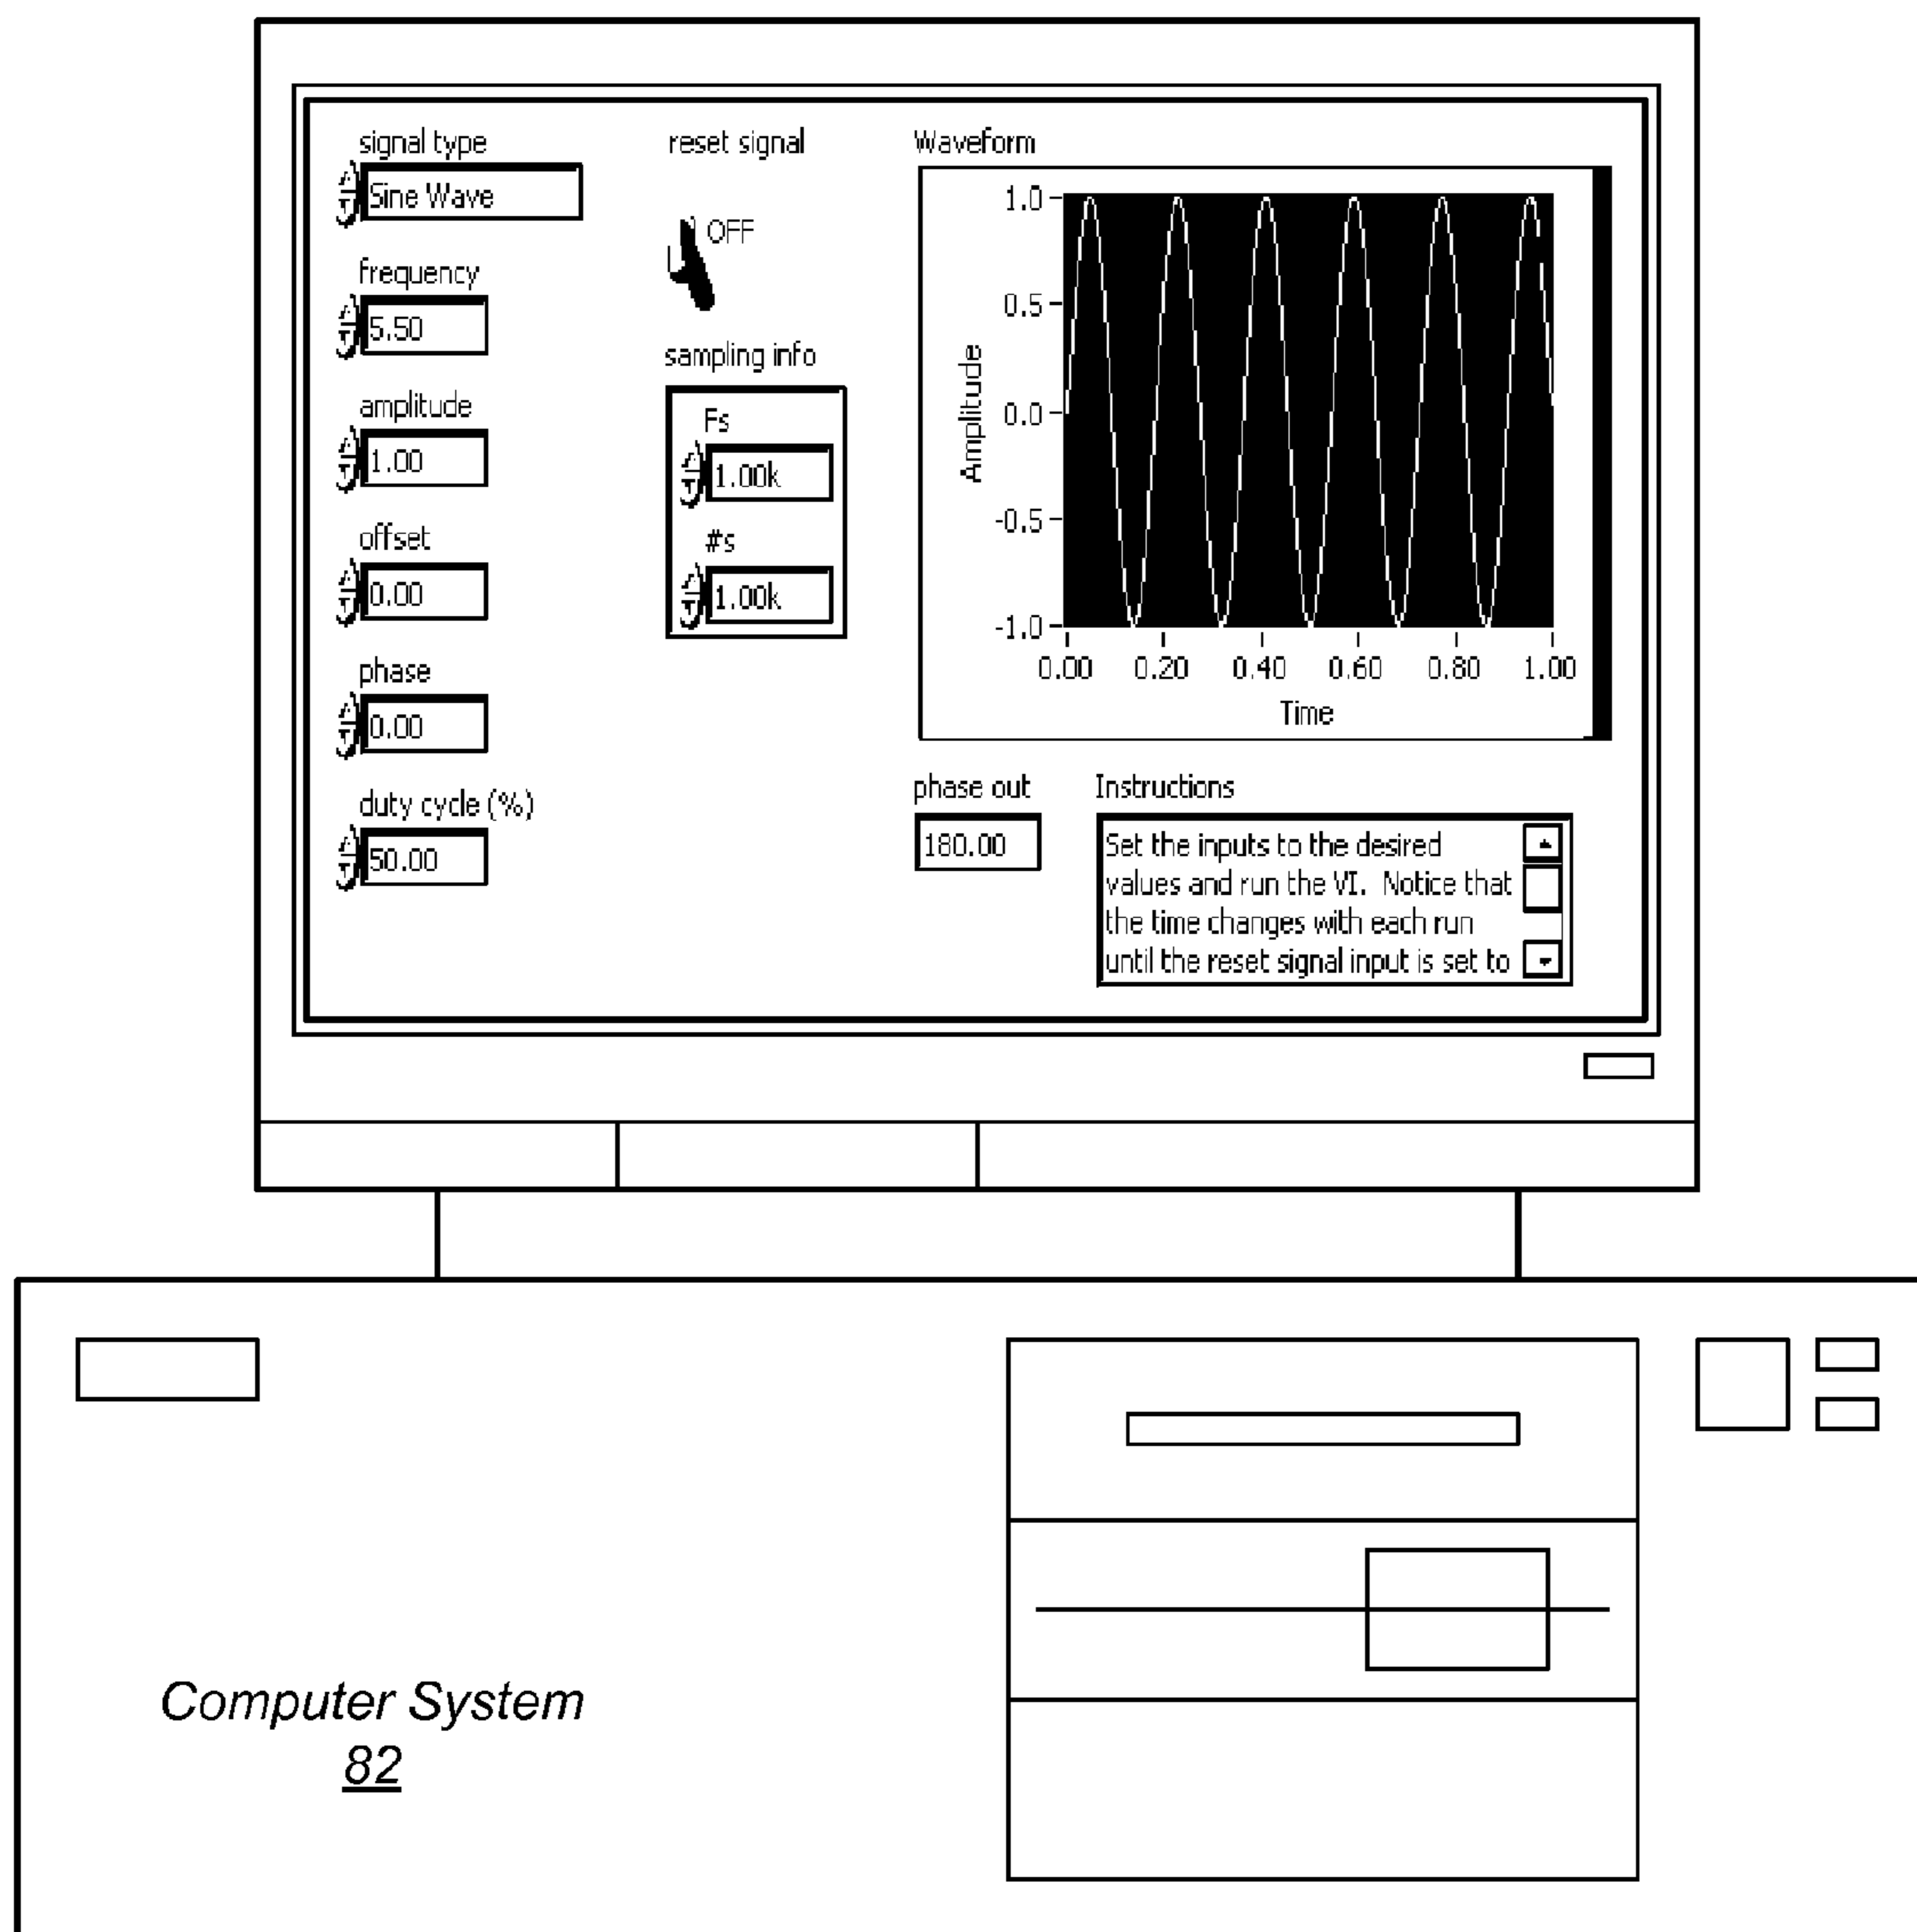 signal type
Sine Wave
frequency
5.50
amplitude
1.00
offset
0.00
phase
0.00
duty cycle (%)
50.00
reset signal
OFF
sampling info
Fs
1.00k
#s
1.00k
Waveform
1.0
0.5
0.0
-0.5
-1.0
Amplitude
0.00 0.20 0.40 0.60 0.80 1.00
Time
phase out
180.00
Instructions
Set the inputs to the desired
values and run the VI. Notice that
the time changes with each run
until the reset signal input is set to
Computer System
82